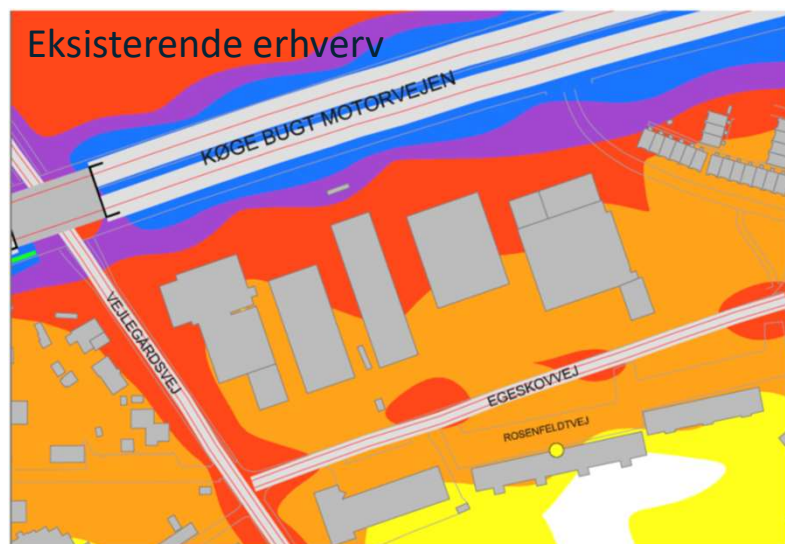 Eksisterende erhverv
KØGE BUGT MOTORVEJEN
VEJLEGÅRDSVEJ
EGESKOVVEJ
ROSENFELDTVEJ